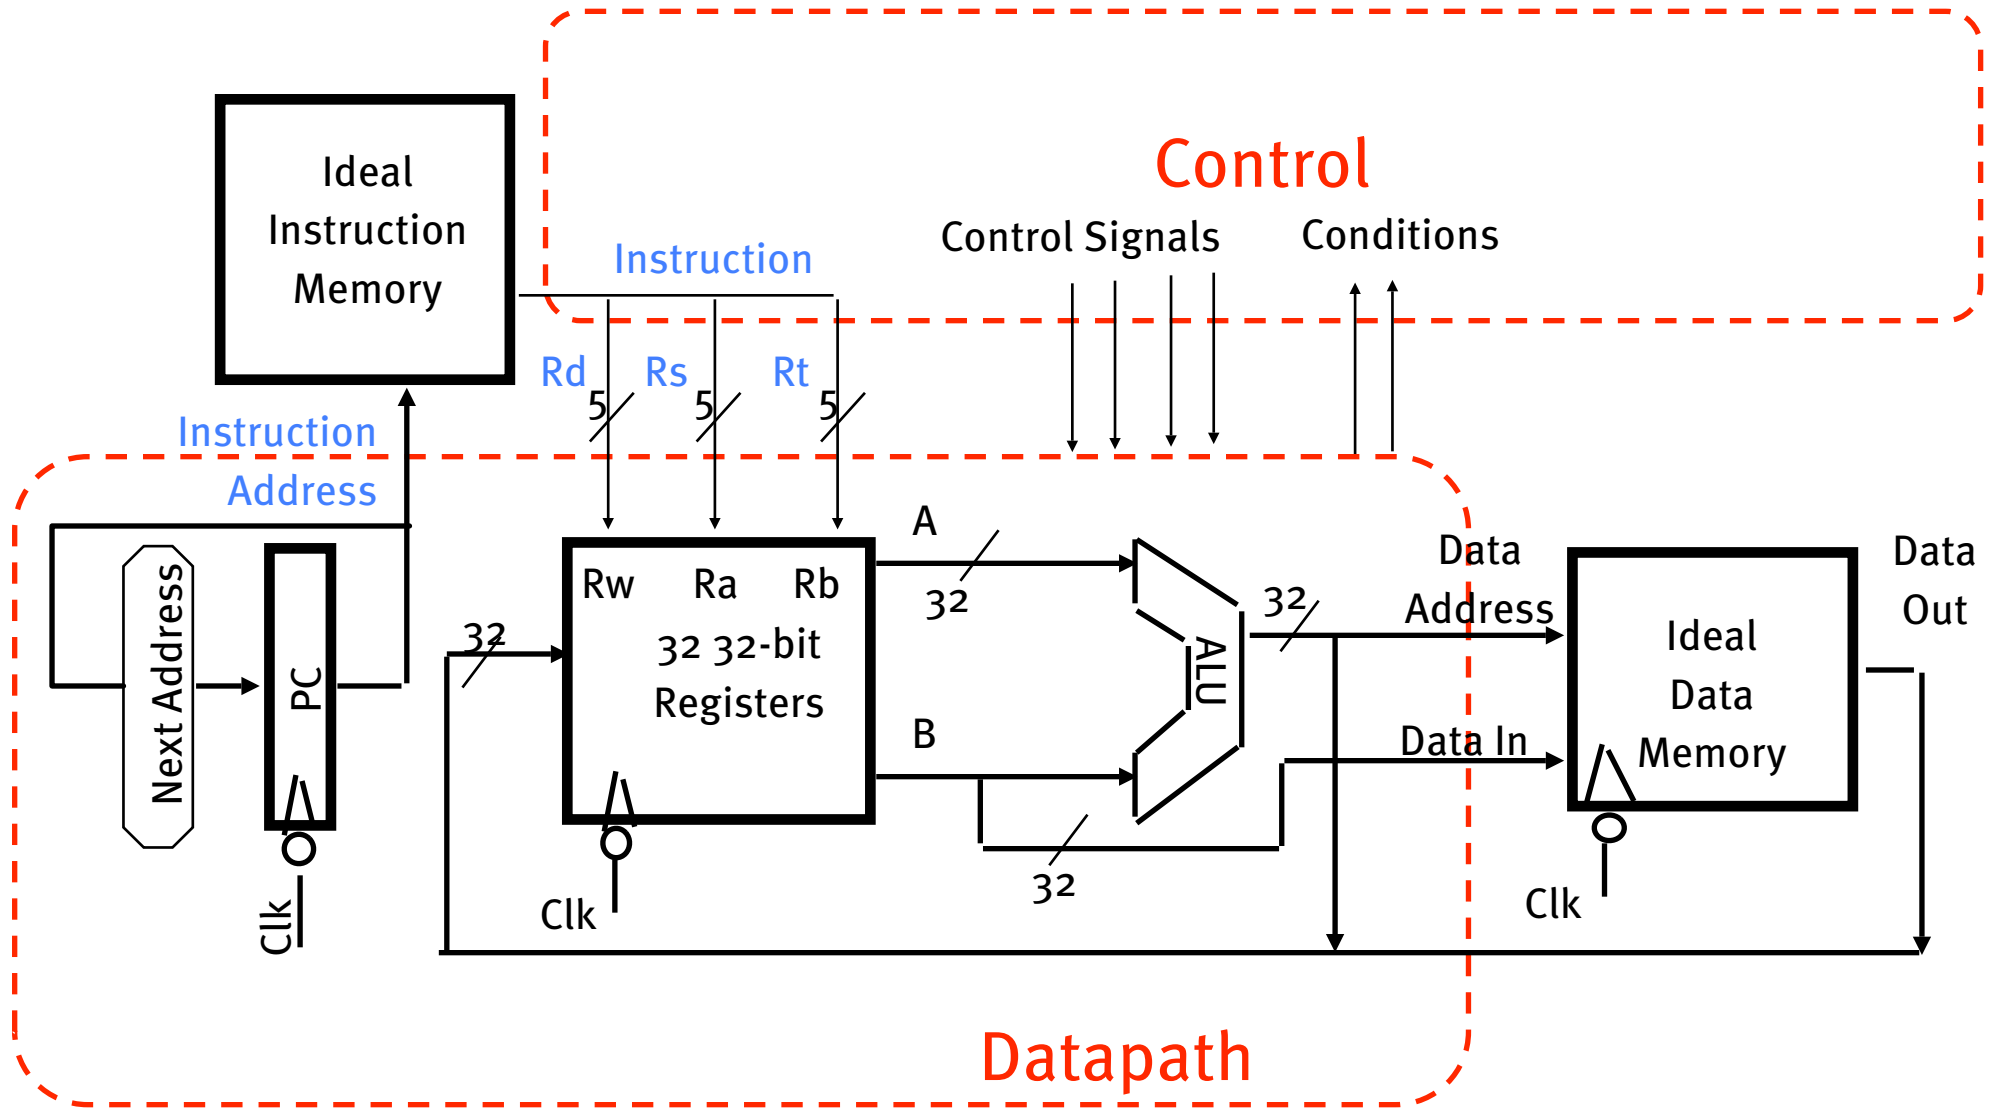 Control
Ideal
Instruction
Memory
Control Signals
Conditions
Instruction
Rd
Rs
Rt
5
5
5
Instruction
Address
A
32
B
32
Next Address
PC
Clk
32
Rw Ra Rb
32 32-bit
Registers
Clk
ALU
32
Data
Address
Data In
Ideal
Data
Memory
Clk
Data
Out
Datapath